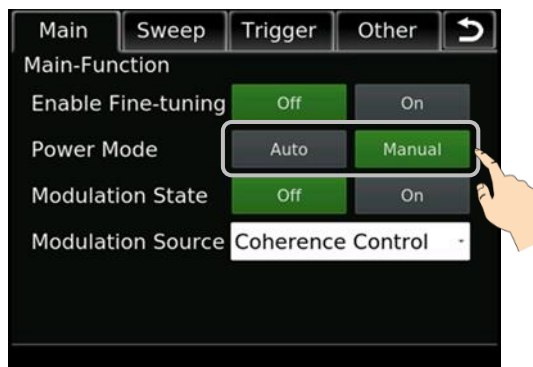 Main Sweep Trigger Other
Main-Function
Enable Fine-tuning Off On
Power Mode Auto Manual
Modulation State Off On
Modulation Source Coherence Control